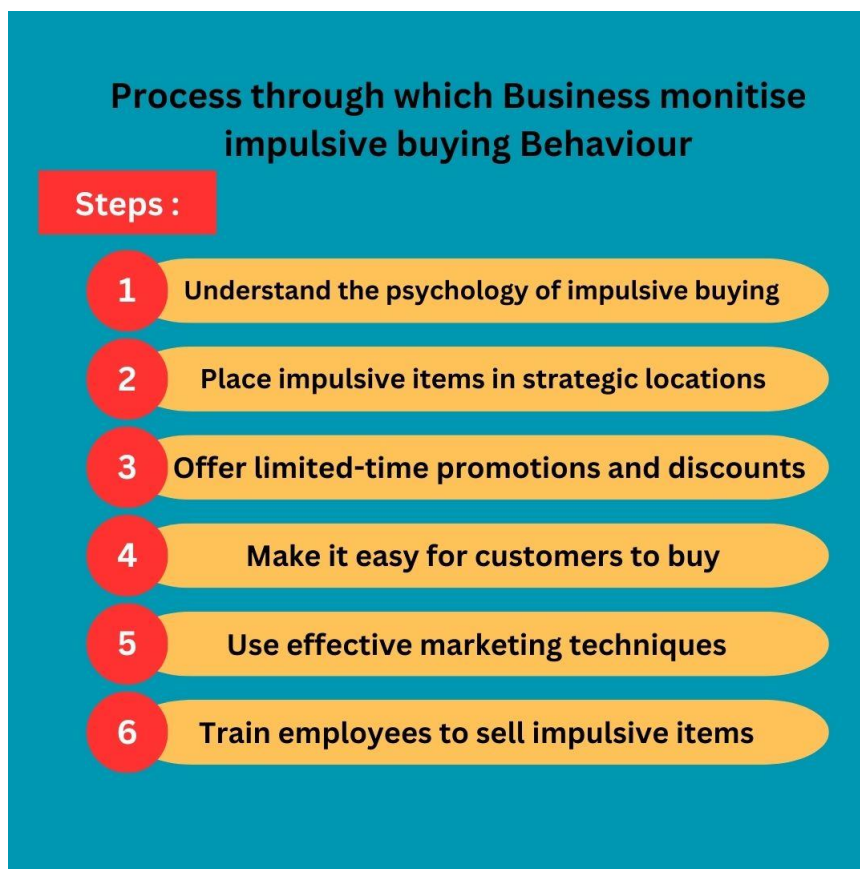 Process through which Business monitise
impulsive buying Behaviour
Steps :
1 Understand the psychology of impulsive buying
2 Place impulsive items in strategic locations
3 Offer limited-time promotions and discounts
4 Make it easy for customers to buy
5 Use effective marketing techniques
6 Train employees to sell impulsive items